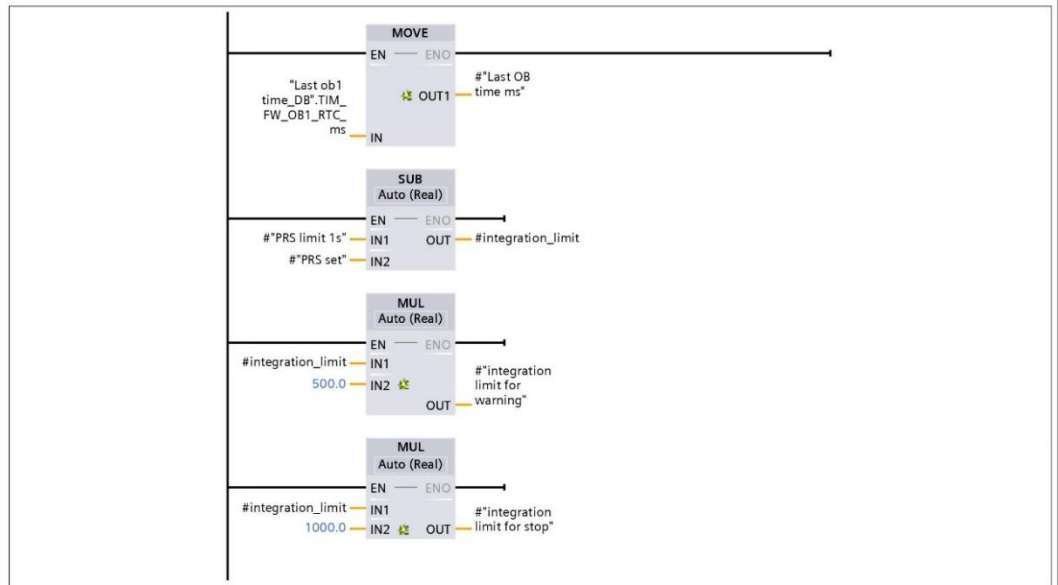 MOVE
EN ENO
"Last ob1
time_DB".TIM_
FW_OB1_RTC_
ms
IN
OUT1
#"Last OB
time ms"
SUB
Auto (Real)
EN ENO
#"PRS limit 1s" IN1 OUT #integration_limit
#"PRS set" IN2
MUL
Auto (Real)
EN ENO
#integration_limit IN1
500.0 IN2
OUT
#"integration
limit for
warning"
MUL
Auto (Real)
EN ENO
#integration_limit IN1
1000.0 IN2 OUT
#"integration
limit for stop"